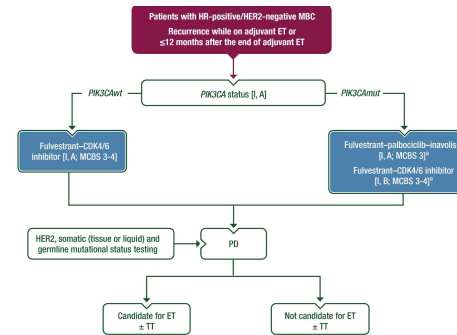 Patients with HR-positive/HER2-negative MBC
Recurrence while on adjuvant ET or
≤12 months after the end of adjuvant ET
PIK3CAwt
PIK3CA status [I, A]
PIK3CAmut
Fulvestrant–CDK4/6
inhibitor [I, A; MCBS 3-4]
Fulvestrant–palbociclib–inavolis
[I, A; MCBS 3]ª
Fulvestrant–CDK4/6 inhibitor
[I, B; MCBS 3-4]ª
HER2, somatic (tissue or liquid) and
germline mutational status testing
PD
Candidate for ET
± TT
Not candidate for ET
± TT